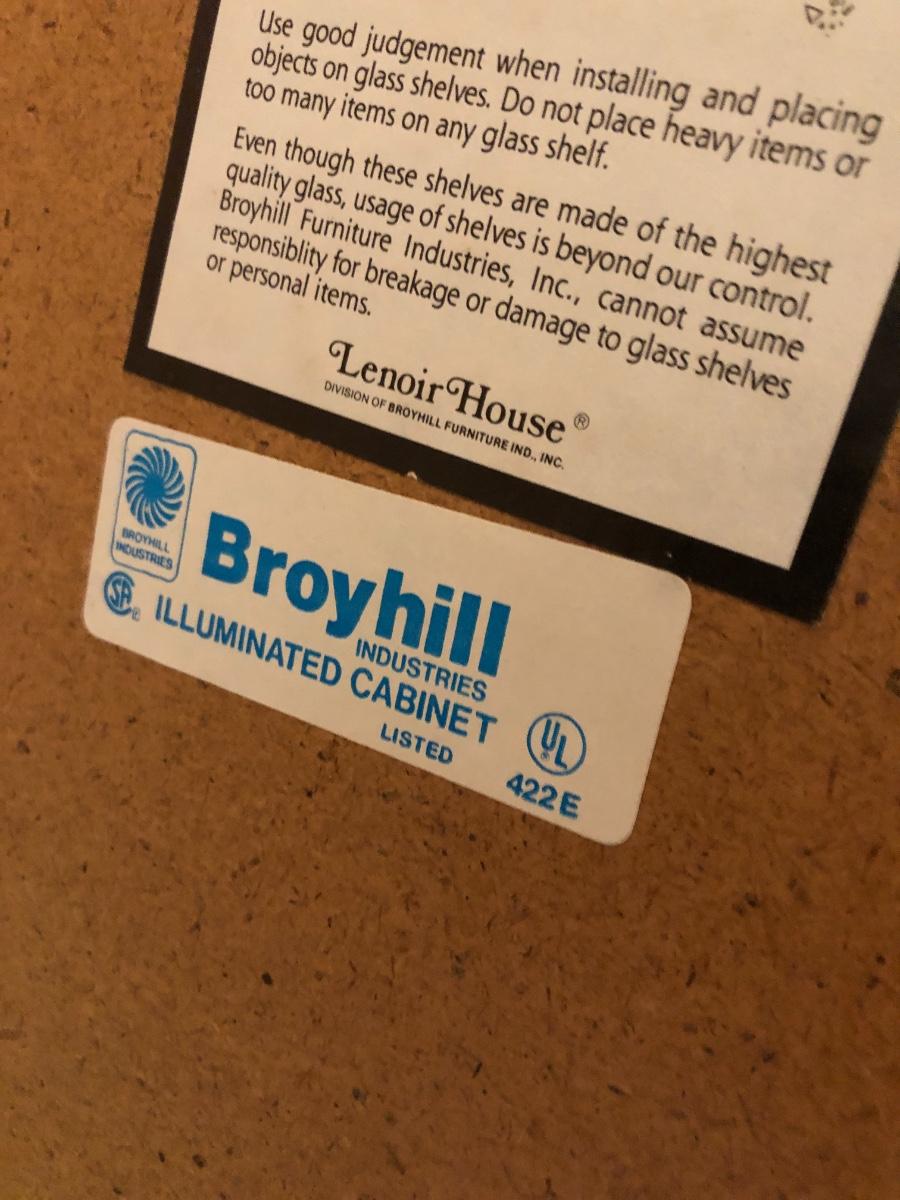 Use good judgement when installing and placing
objects on glass shelves. Do not place heavy items or
too many items on any glass shelf.
Even though these shelves are made of the highest
quality glass, usage of shelves is beyond our control.
Broyhill Furniture Industries, Inc., cannot assume
responsiblity for breakage or damage to glass shelves
or personal items.
Lenoir House ®
DIVISION OF BROYHILL FURNITURE IND., INC.
BROYHILL
INDUSTRIES
Broyhill
INDUSTRIES
SA
ILLUMINATED CABINET
LISTED
UL
®
422E